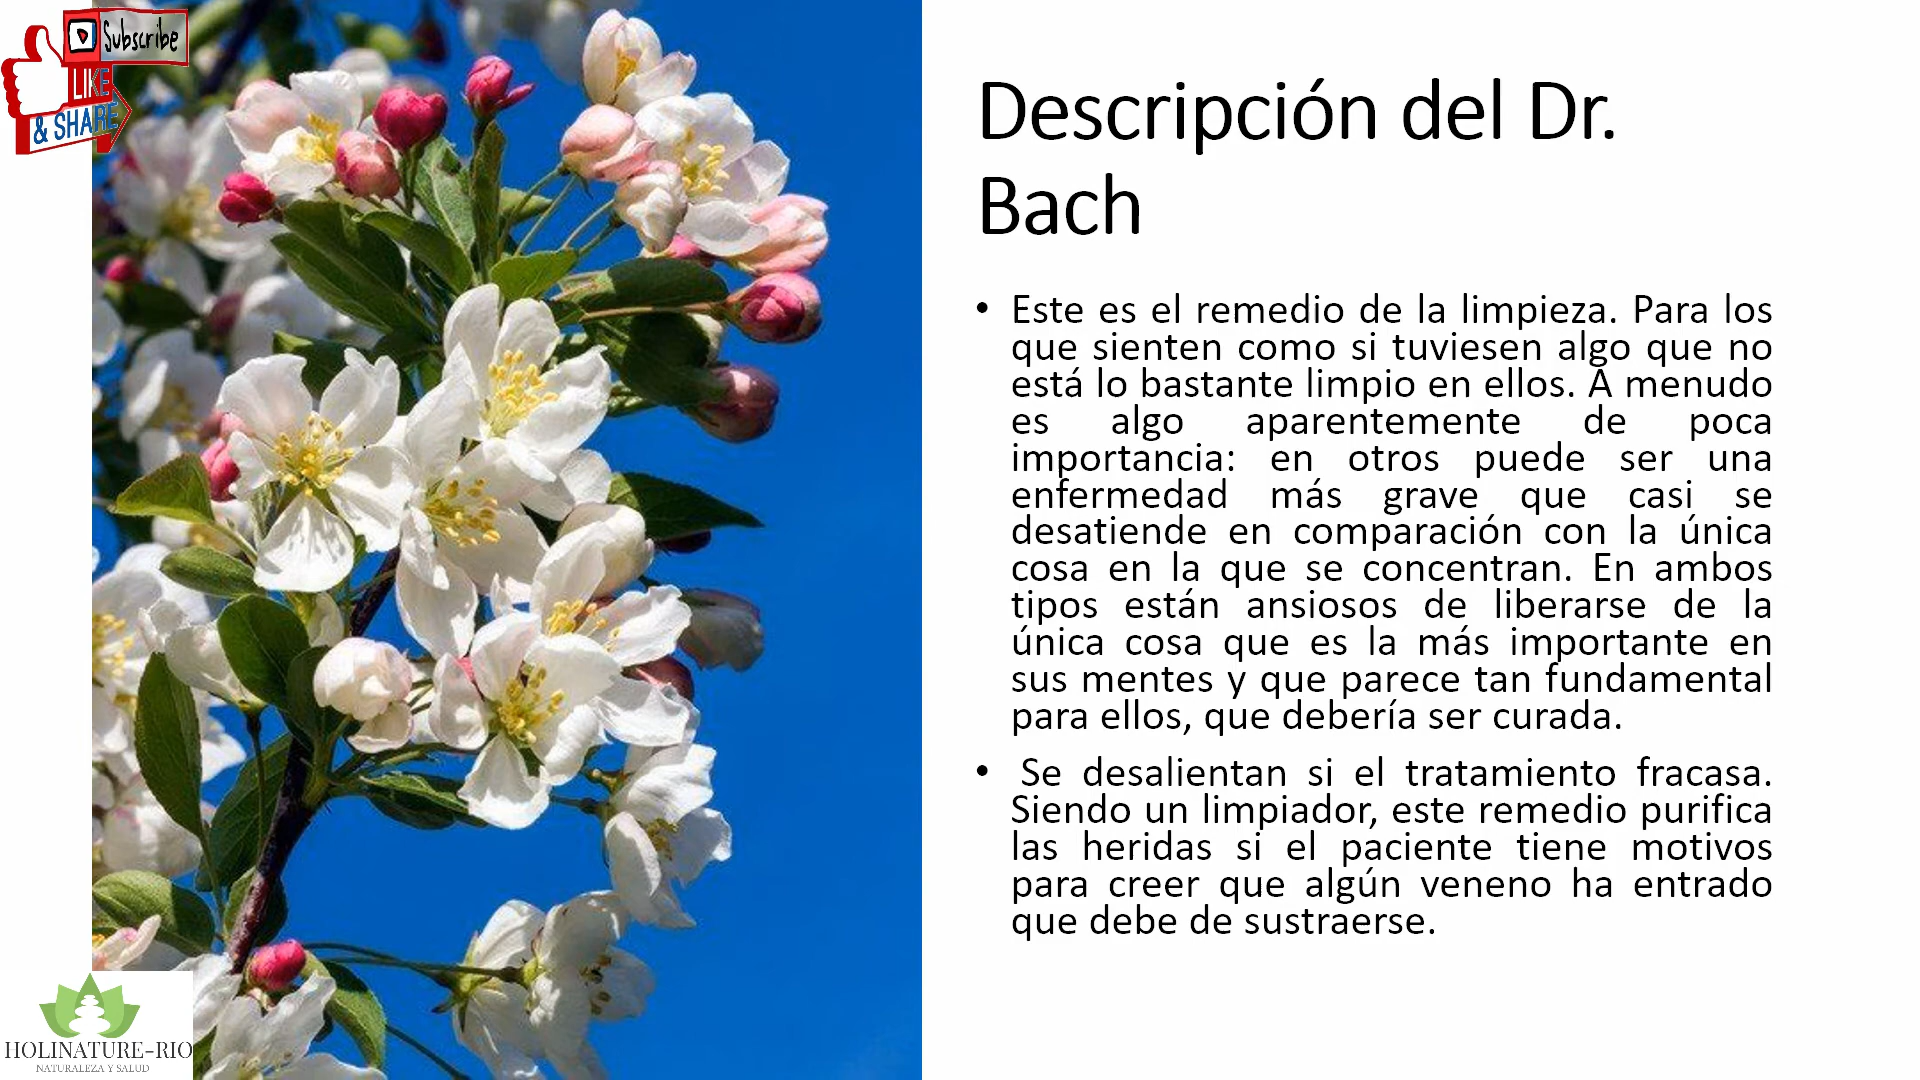 Subscribe
LIKE
& SHARE
Descripción del Dr.
Bach
• Este es el remedio de la limpieza. Para los
que sienten como si tuviesen algo que no
está lo bastante limpio en ellos. A menudo
es algo aparentemente de poca
importancia: en otros puede ser una
enfermedad más grave que casi se
desatiende en comparación con la única
cosa en la que se concentran. En ambos
tipos están ansiosos de liberarse de la
única cosa que es la más importante en
sus mentes y que parece tan fundamental
para ellos, que debería ser curada.
• Se desalientan si el tratamiento fracasa.
Siendo un limpiador, este remedio purifica
las heridas si el paciente tiene motivos
para creer que algún veneno ha entrado
que debe de sustraerse.
HOLINATURE-RIO
NATURALEZA Y SALUD